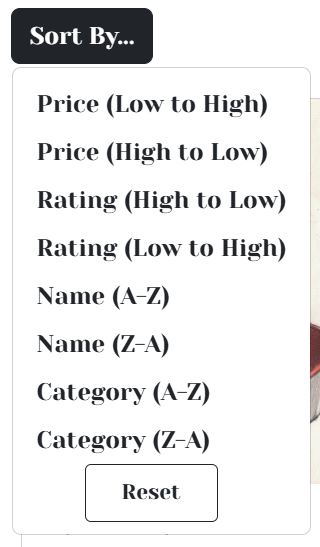 Sort By...
Price (Low to High)
Price (High to Low)
Rating (High to Low)
Rating (Low to High)
Name (A-Z)
Name (Z-A)
Category (A-Z)
Category (Z-A)
Reset